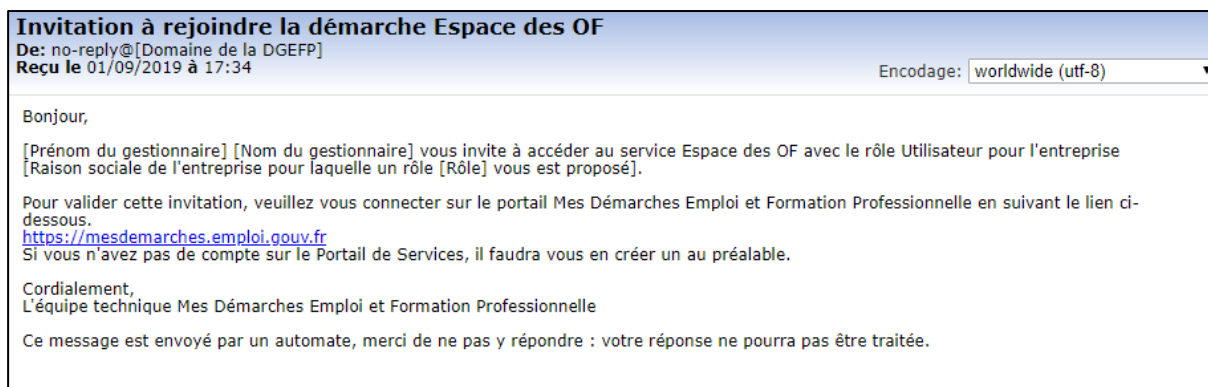 Invitation à rejoindre la démarche Espace des OF
De: no-reply@[Domaine de la DGEFP]
Reçu le 01/09/2019 à 17:34
Encodage: worldwide (utf-8)
Bonjour,
[Prénom du gestionnaire] [Nom du gestionnaire] vous invite à accéder au service Espace des OF avec le rôle Utilisateur pour l'entreprise
[Raison sociale de l'entreprise pour laquelle un rôle [Rôle] vous est proposé].
Pour valider cette invitation, veuillez vous connecter sur le portail Mes Démarches Emploi et Formation Professionnelle en suivant le lien ci-
dessous.
https://mesdemarches.emploi.gouv.fr
Si vous n'avez pas de compte sur le Portail de Services, il faudra vous en créer un au préalable.
Cordialement,
L'équipe technique Mes Démarches Emploi et Formation Professionnelle
Ce message est envoyé par un automate, merci de ne pas y répondre : votre réponse ne pourra pas être traitée.